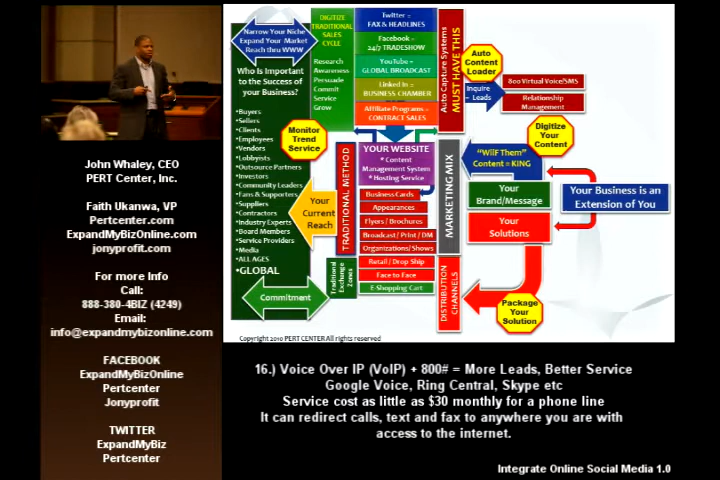 John Whaley, CEO
PERT Center, Inc.
Faith Ukanwa, VP
Pertcenter.com
ExpandMyBizOnline.com
jonyprofit.com
For more Info
Call:
888-380-4BIZ (4249)
Email:
info@expandmybizonline.com
FACEBOOK
ExpandMyBizOnline
Pertcenter
Jonyprofit
TWITTER
ExpandMyBiz
Pertcenter
Narrow Your Niche
Expand Your Market
Reach thru WWW
Who Is Important
to the Success of
your Business?
•Buyers
•Sellers
•Clients
•Employees
•Vendors
•Lobbyists
•Outsource Partners
•Investors
•Community Leaders
•Fans & Supporters
•Suppliers
•Contractors
•Industry Experts
•Board Members
•Service Providers
•Media
•ALL AGES
•GLOBAL
Commitment
DIGITIZE
TRADITIONAL
SALES
CYCLE
Research
Awareness
Persuade
Commit
Service
Grow
Monitor
Trend
Service
Your
Current
Reach
Twitter =
FAX & HEADLINES
Facebook =
24/7 TRADESHOW
YouTube =
GLOBAL BROADCAST
Linked In =
BUSINESS CHAMBER
Affiliate Programs =
CONTRACT SALES
Auto Capture Systems
MUST HAVE THIS
Auto
Content
Loader
Inquire
= Leads
800 Virtual Voice/SMS
Relationship
Management
TRADITIONAL METHOD
YOUR WEBSITE
* Content
Management System
* Hosting Service
Business Cards
Appearances
Flyers / Brochures
Broadcast / Print / DM
Organizations/Shows
Traditional
Exchange
Zones
Retail / Drop Ship
Face to Face
E-Shopping Cart
MARKETING MIX
DISTRIBUTION
CHANNELS
Digitize
Your
Content
"WiiF Them"
Content = KING
Your
Brand/Message
Your
Solutions
Your Business is an
Extension of You
Package
Your
Solution
Copyright 2010 PERT CENTER All rights reserved
16.) Voice Over IP (VoIP) + 800# = More Leads, Better Service
Google Voice, Ring Central, Skype etc
Service cost as little as $30 monthly for a phone line
It can redirect calls, text and fax to anywhere you are with
access to the internet.
Integrate Online Social Media 1.0